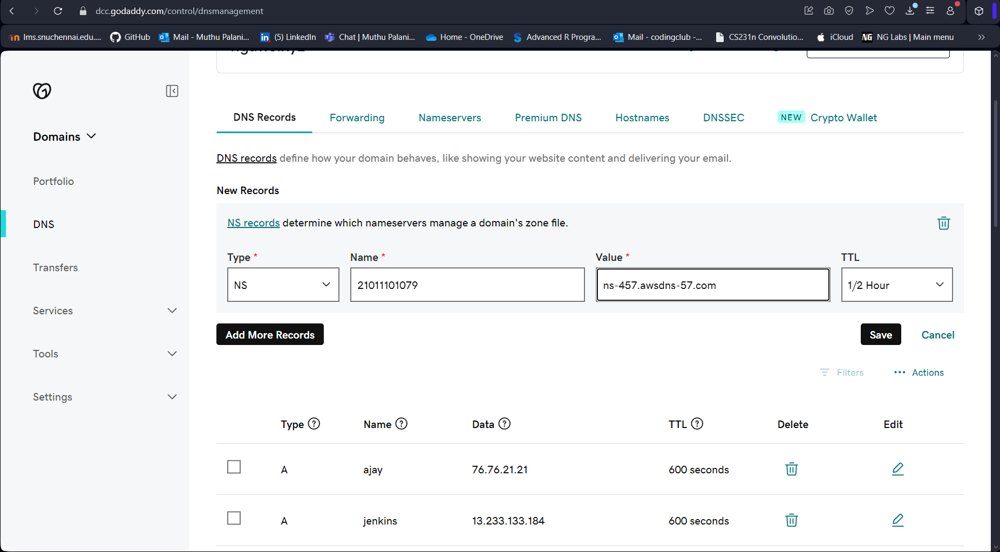 dcc.godaddy.com/control/dnsmanagement
lms.snuchennai.edu.... GitHub Mail - Muthu Palani... (5) LinkedIn Chat | Muthu Palani... Home - OneDrive Advanced R Progra... Mail - codingclub -... CS231n Convolutio... iCloud NG NG Labs | Main menu
Domains
Portfolio
DNS
Transfers
Services
Tools
Settings
DNS Records Forwarding Nameservers Premium DNS Hostnames DNSSEC NEW Crypto Wallet
DNS records define how your domain behaves, like showing your website content and delivering your email.
New Records
NS records determine which nameservers manage a domain's zone file.
Type * Name * Value * TTL
NS 21011101079 ns-457.awsdns-57.com 1/2 Hour
Add More Records Save Cancel
Filters Actions
Type Name Data TTL Delete Edit
A ajay 76.76.21.21 600 seconds
A jenkins 13.233.133.184 600 seconds